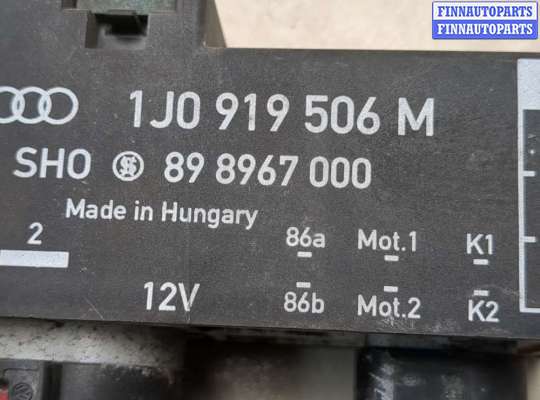 FINNAUTOPARTS
FINNAUTOPARTS
1J0 919 506 M
SHO 89 8967 000
Made in Hungary
2 86a Mot.1 K1
12V 86b Mot.2 K2